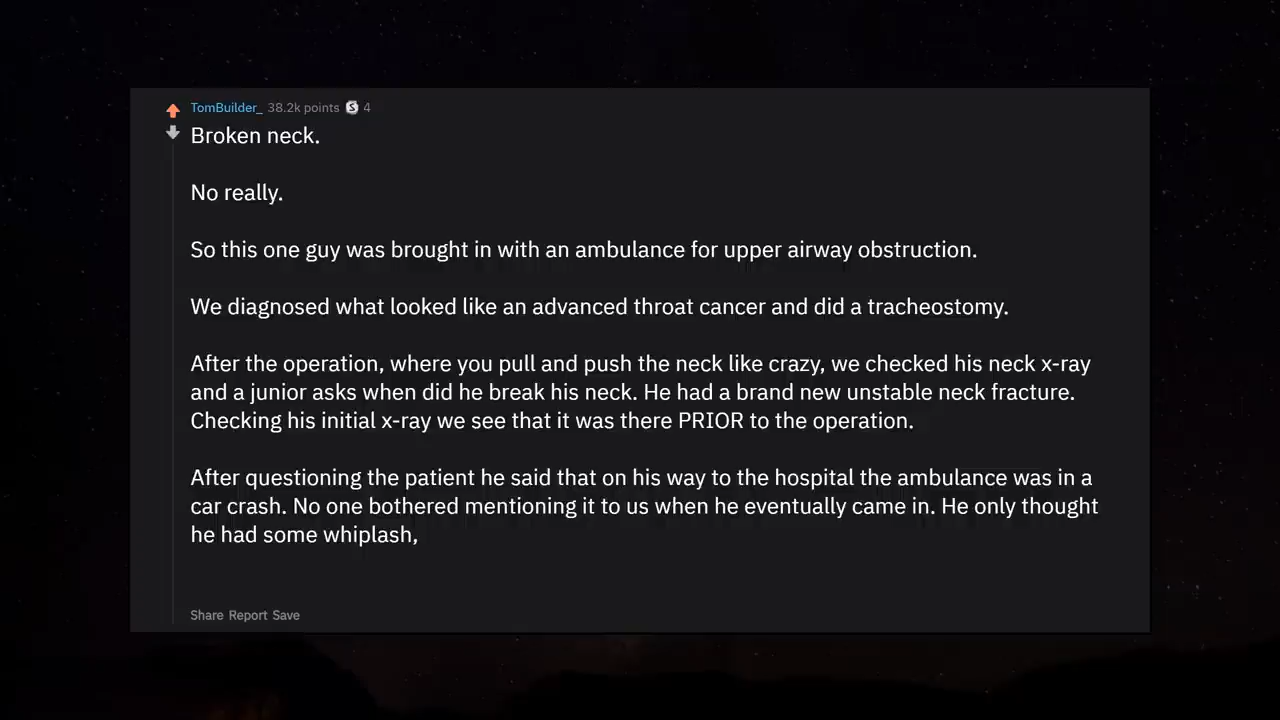 TomBuilder_ 38.2k points S 4
Broken neck.
No really.
So this one guy was brought in with an ambulance for upper airway obstruction.
We diagnosed what looked like an advanced throat cancer and did a tracheostomy.
After the operation, where you pull and push the neck like crazy, we checked his neck x-ray
and a junior asks when did he break his neck. He had a brand new unstable neck fracture.
Checking his initial x-ray we see that it was there PRIOR to the operation.
After questioning the patient he said that on his way to the hospital the ambulance was in a
car crash. No one bothered mentioning it to us when he eventually came in. He only thought
he had some whiplash,
Share Report Save